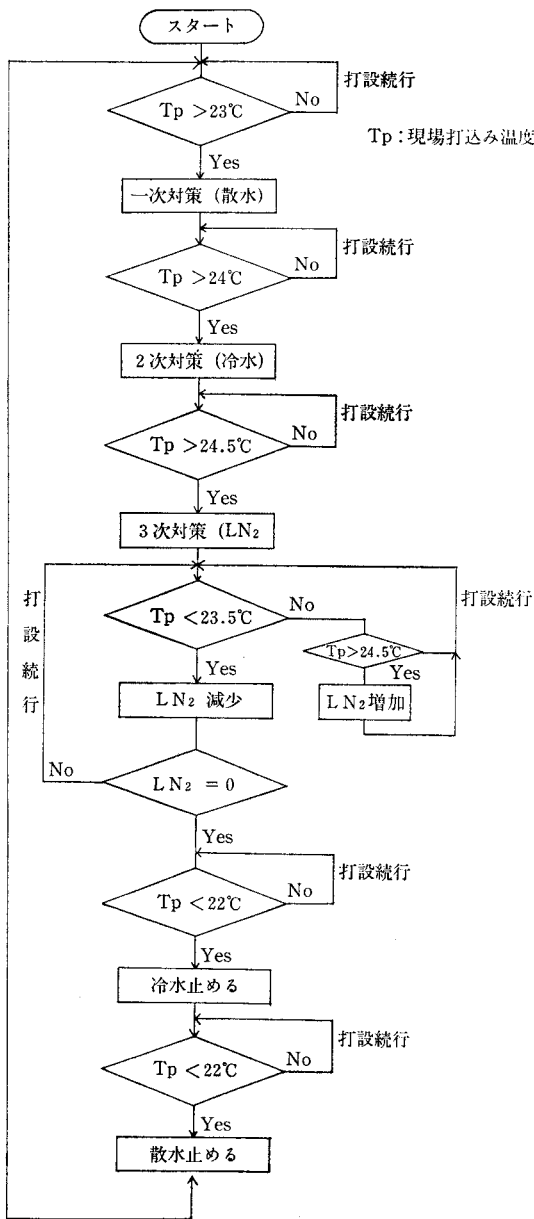 スタート
打設続行
Tp >23℃
No
Tp:現場打込み温度
Yes
一次対策 (散水)
打設続行
Tp >24℃
No
Yes
2次対策 (冷水)
打設続行
Tp >24.5℃
No
Yes
3次対策 (LN₂
打設続行
打設続行
Tp <23.5℃
No
Tp>24.5℃
Yes
Yes
LN₂ 減少
LN₂増加
No
LN₂ = 0
Yes
打設続行
Tp <22℃
No
Yes
冷水止める
打設続行
Tp <22℃
No
Yes
散水止める